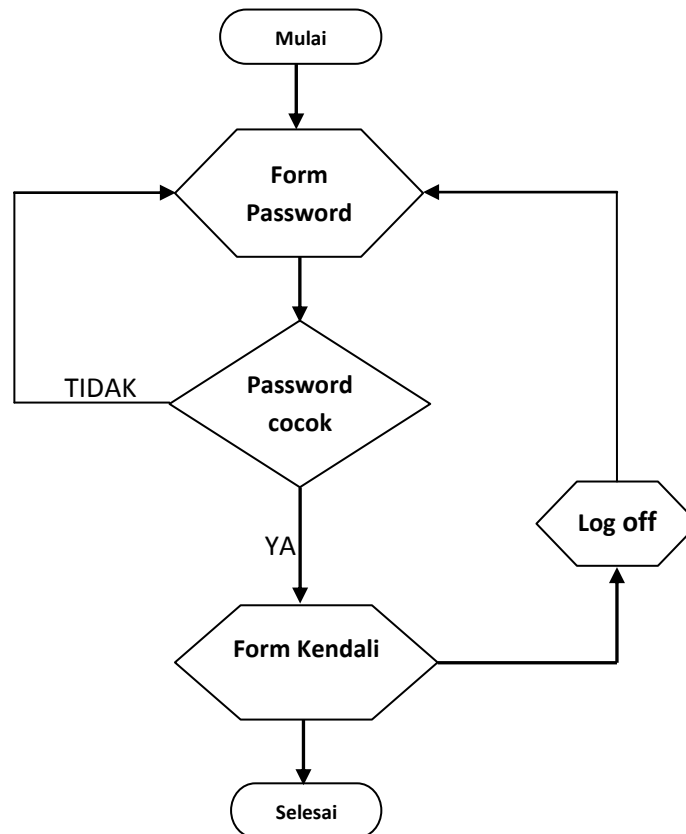 Mulai
Form
Password
TIDAK
Password
cocok
Log off
YA
Form Kendali
Selesai